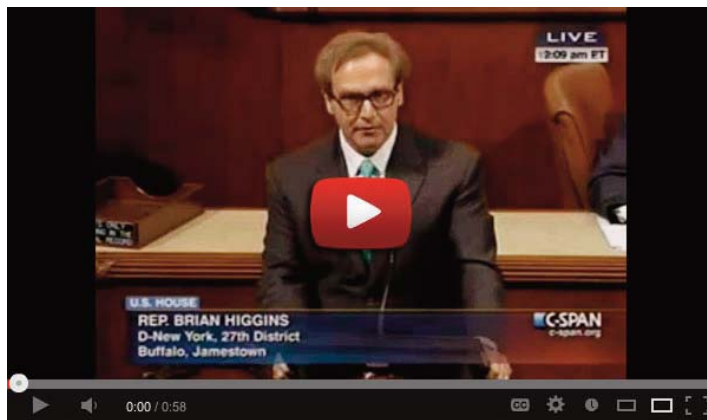 LIVE
12:09 am ET
U.S. HOUSE
REP. BRIAN HIGGINS
D-New York, 27th District
Buffalo, Jamestown
C-SPAN
c-span.org
0:00 / 0:58
CC